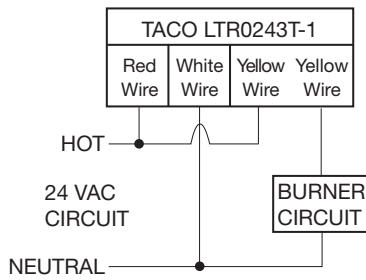 TACO LTR0243T-1
Red White Yellow Yellow
Wire Wire Wire Wire
HOT
24 VAC
CIRCUIT
BURNER
CIRCUIT
NEUTRAL